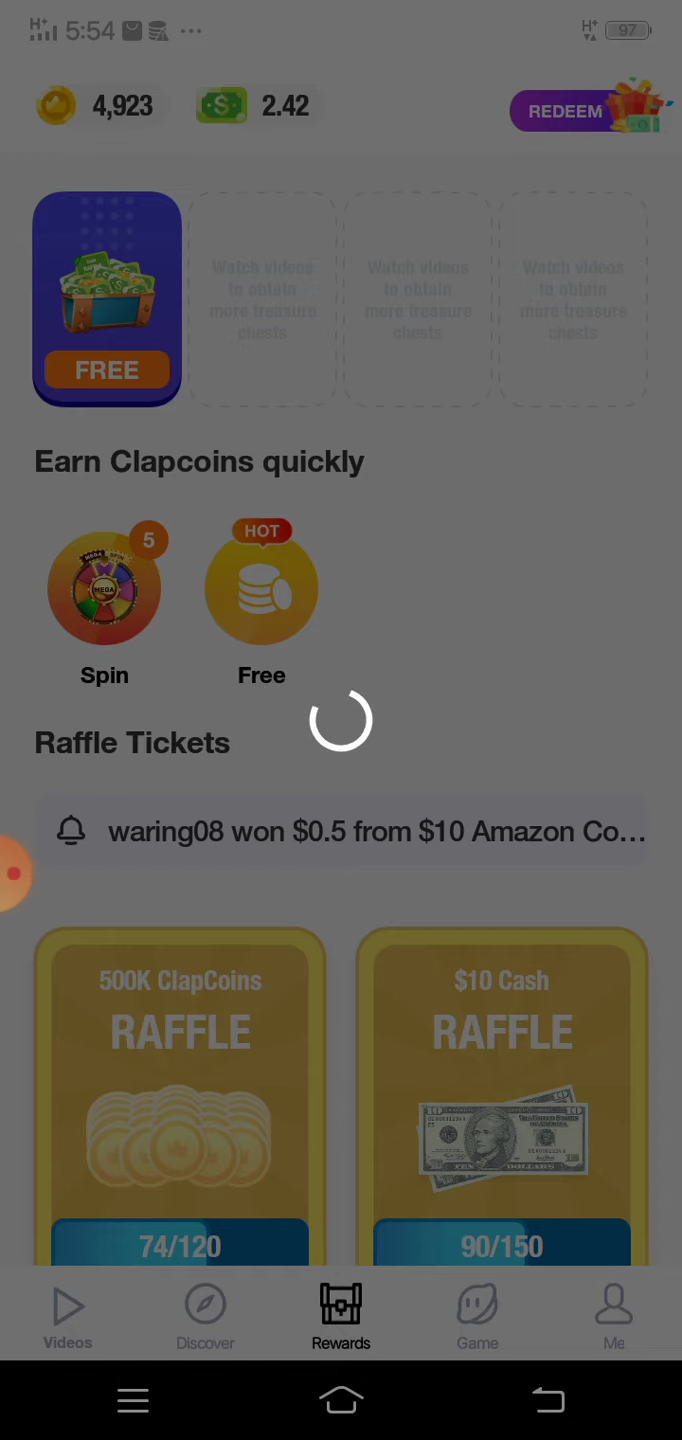 H+ 5:54 ... H+ 97
4,923 2.42 REDEEM
Watch videos
to obtain
more treasure
chests
Watch videos
to obtain
more treasure
chests
Watch videos
to obtain
more treasure
chests
FREE
Earn Clapcoins quickly
5
HOT
MEGA SPIN
MEGA
Spin Free
Raffle Tickets
waring08 won $0.5 from $10 Amazon Co...
500K ClapCoins
RAFFLE
74/120
$10 Cash
RAFFLE
90/150
Videos Discover Rewards Game Me